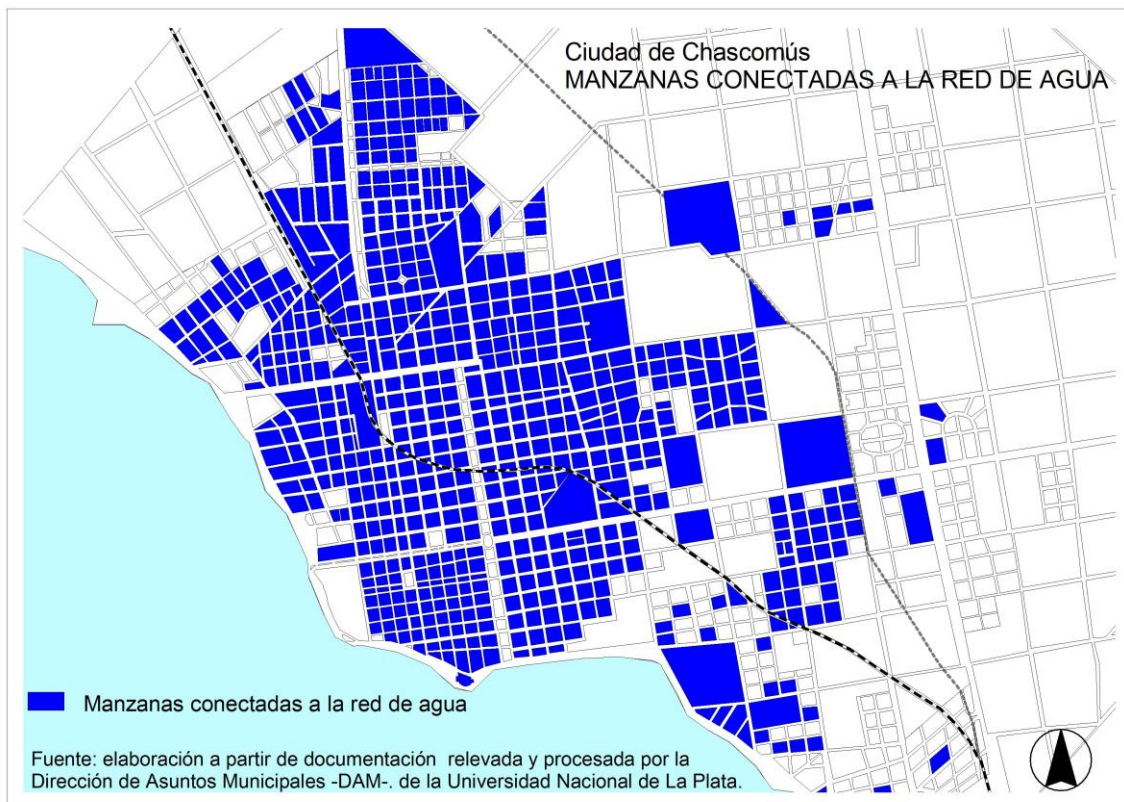 Ciudad de Chascomús
MANZANAS CONECTADAS A LA RED DE AGUA
Manzanas conectadas a la red de agua
Fuente: elaboración a partir de documentación relevada y procesada por la
Dirección de Asuntos Municipales -DAM-. de la Universidad Nacional de La Plata.